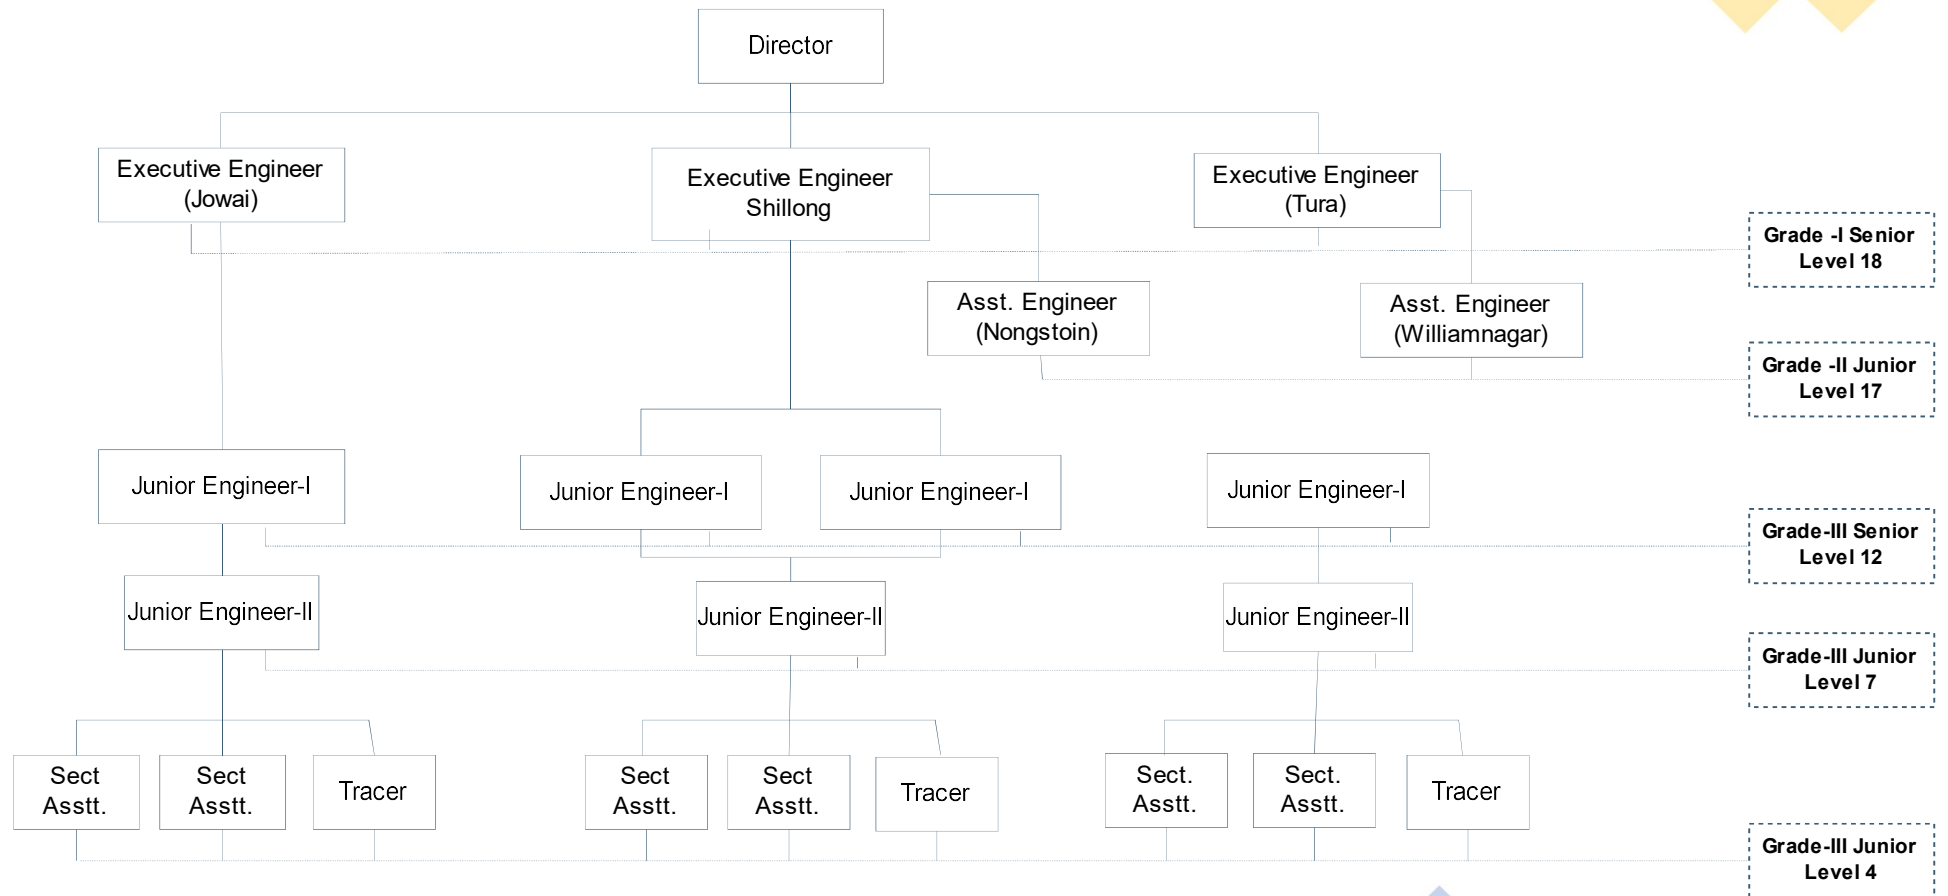 Director
Executive Engineer
(Jowai)
Executive Engineer
Shillong
Executive Engineer
(Tura)
Grade -I Senior
Level 18
Asst. Engineer
(Nongstoin)
Asst. Engineer
(Williamnagar)
Grade -II Junior
Level 17
Junior Engineer-I
Junior Engineer-I
Junior Engineer-I
Junior Engineer-I
Grade-III Senior
Level 12
Junior Engineer-II
Junior Engineer-II
Junior Engineer-II
Grade-III Junior
Level 7
Sect
Asstt.
Sect
Asstt.
Tracer
Sect
Asstt.
Sect
Asstt.
Tracer
Sect.
Asstt.
Sect.
Asstt.
Tracer
Grade-III Junior
Level 4